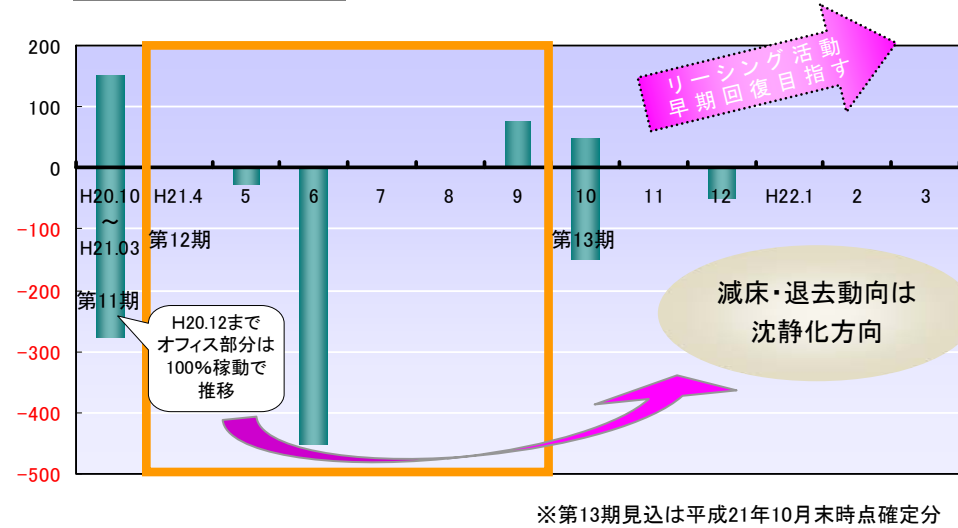 200
100
0
-100
-200
-300
-400
-500
リーシング活動
早期回復目指す
H20.10
～
H21.03
H21.4
5
6
7
8
9
10
11
12
H22.1
2
3
第11期
第12期
第13期
H20.12まで
オフィス部分は
100%稼動で
推移
減床・退去動向は
沈静化方向
※第13期見込は平成21年10月末時点確定分